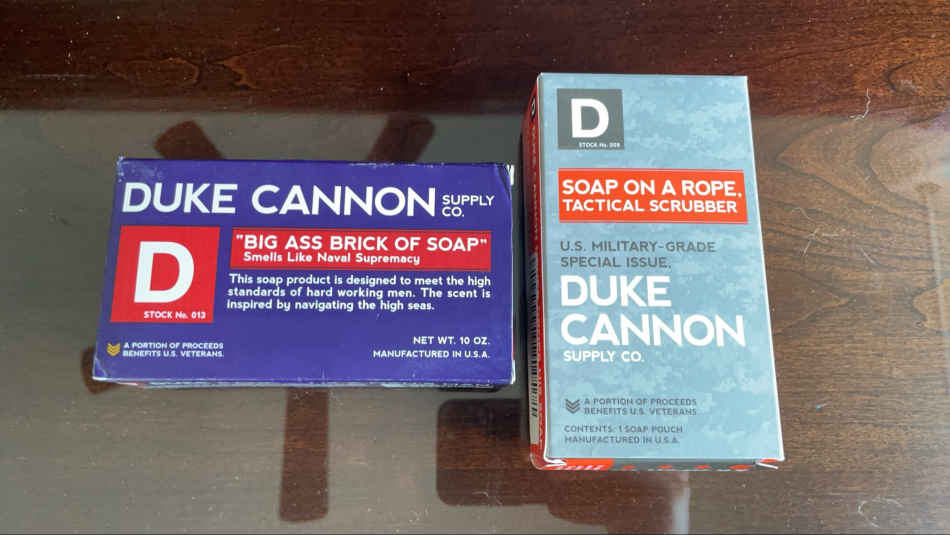 DUKE CANNON SUPPLY CO.
D
STOCK No. 013
"BIG ASS BRICK OF SOAP"
Smells Like Naval Supremacy
This soap product is designed to meet the high
standards of hard working men. The scent is
inspired by navigating the high seas.
A PORTION OF PROCEEDS
BENEFITS U.S. VETERANS.
NET WT. 10 OZ.
MANUFACTURED IN U.S.A.
D
STOCK No. 009
SOAP ON A ROPE,
TACTICAL SCRUBBER
U.S. MILITARY-GRADE
SPECIAL ISSUE,
DUKE
CANNON
SUPPLY CO.
A PORTION OF PROCEEDS
BENEFITS U.S. VETERANS
CONTENTS: 1 SOAP POUCH
MANUFACTURED IN U.S.A.